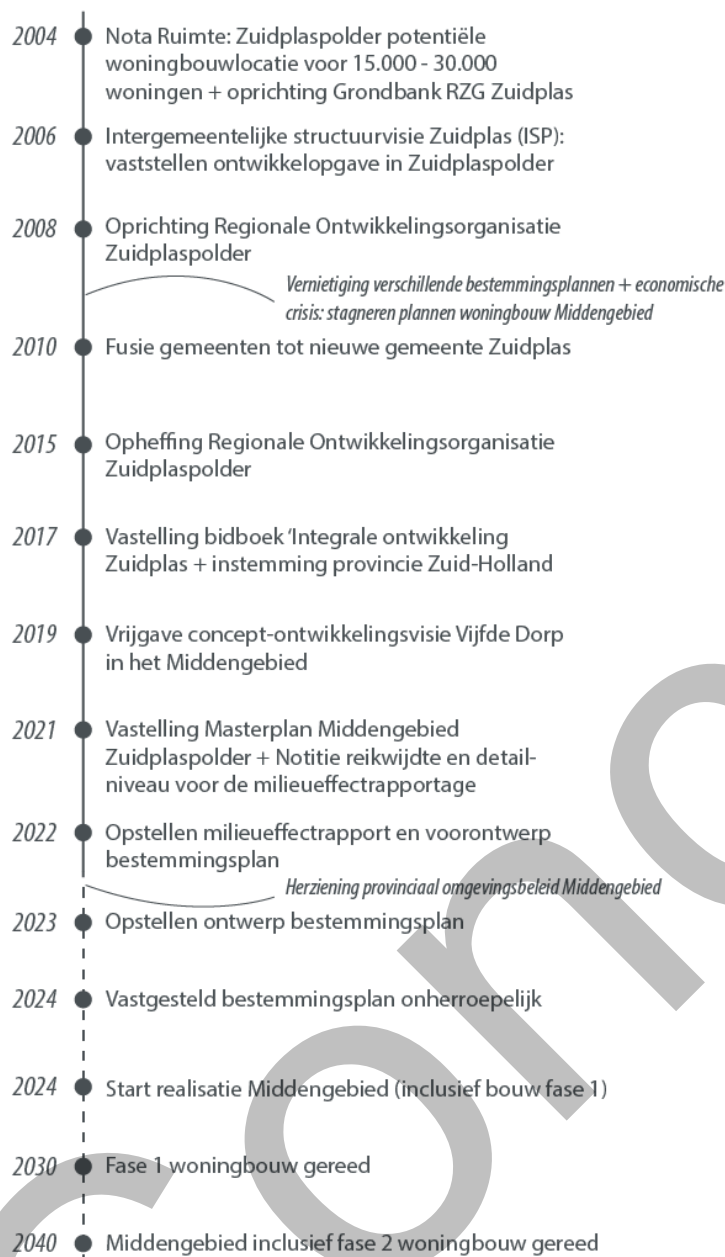 2004 Nota Ruimte: Zuidplaspolder potentiële
woningbouwlocatie voor 15.000 - 30.000
woningen + oprichting Grondbank RZG Zuidplas
2006 Intergemeentelijke structuurvisie Zuidplas (ISP):
vaststellen ontwikkelopgave in Zuidplaspolder
2008 Oprichting Regionale Ontwikkelingsorganisatie
Zuidplaspolder
Vernietiging verschillende bestemmingsplannen + economische
crisis: stagneren plannen woningbouw Middengebied
2010 Fusie gemeenten tot nieuwe gemeente Zuidplas
2015 Opheffing Regionale Ontwikkelingsorganisatie
Zuidplaspolder
2017 Vastelling bidboek ‘Integrale ontwikkeling
Zuidplas + instemming provincie Zuid-Holland
2019 Vrijgave concept-ontwikkelingsvisie Vijfde Dorp
in het Middengebied
2021 Vastelling Masterplan Middengebied
Zuidplaspolder + Notitie reikwijdte en detail-
niveau voor de milieueffectrapportage
2022 Opstellen milieueffectrapport en voorontwerp
bestemmingsplan
Herziening provinciaal omgevingsbeleid Middengebied
2023 Opstellen ontwerp bestemmingsplan
2024 Vastgesteld bestemmingsplan onherroepelijk
2024 Start realisatie Middengebied (inclusief bouw fase 1)
2030 Fase 1 woningbouw gereed
2040 Middengebied inclusief fase 2 woningbouw gereed